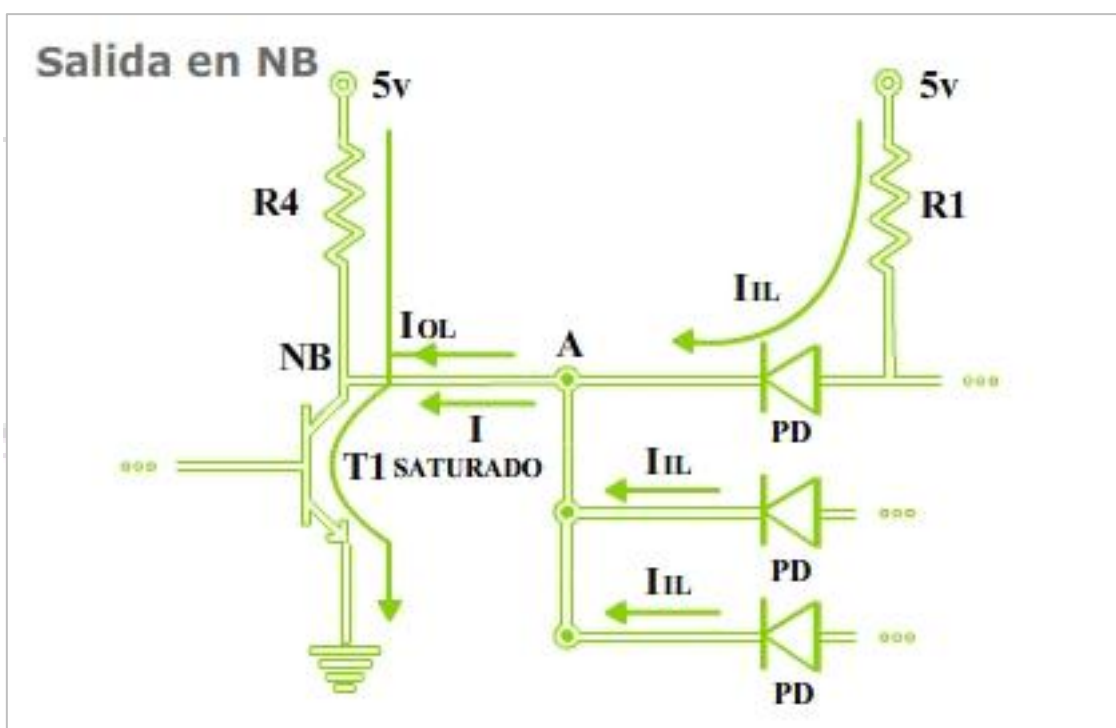 Salida en NB
5v
5v
R4
R1
IIL
IOL
NB
A
I
PD
T1 SATURADO
IIL
PD
IIL
PD